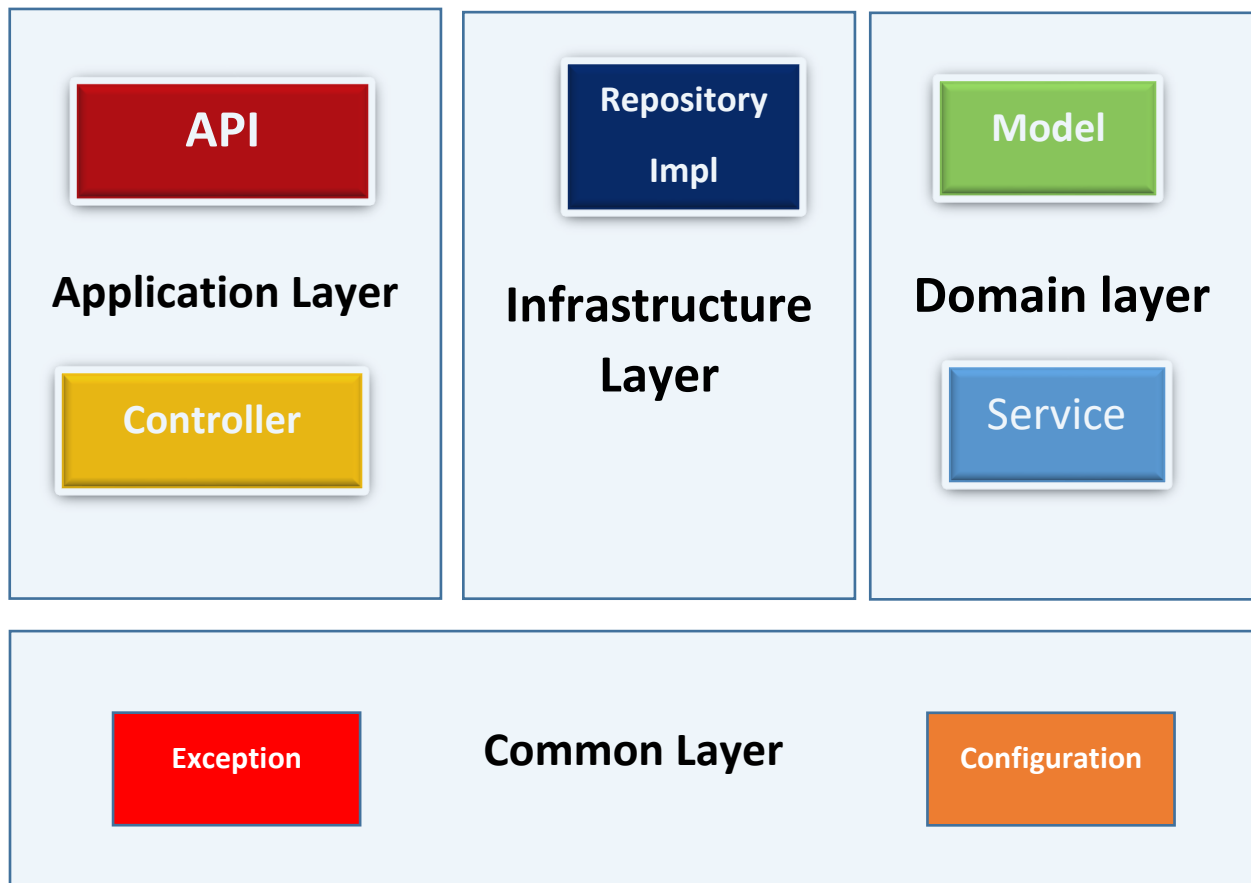 API
Application Layer
Controller
Repository
Impl
Infrastructure
Layer
Model
Domain layer
Service
Exception
Common Layer
Configuration